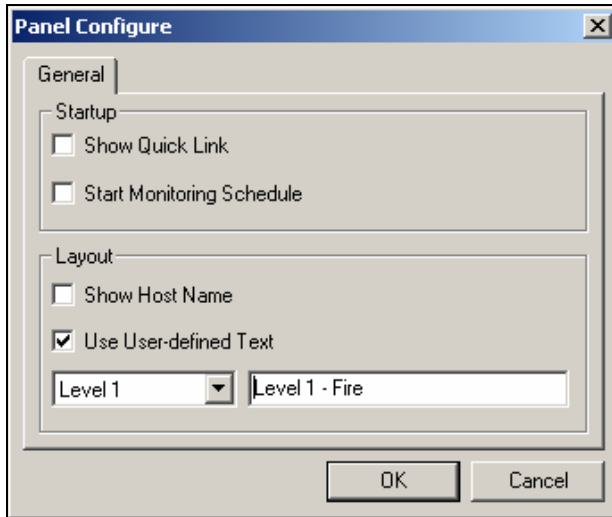 Panel Configure
General
Startup
Show Quick Link
Start Monitoring Schedule
Layout
Show Host Name
Use User-defined Text
Level 1 Level 1 - Fire
OK Cancel